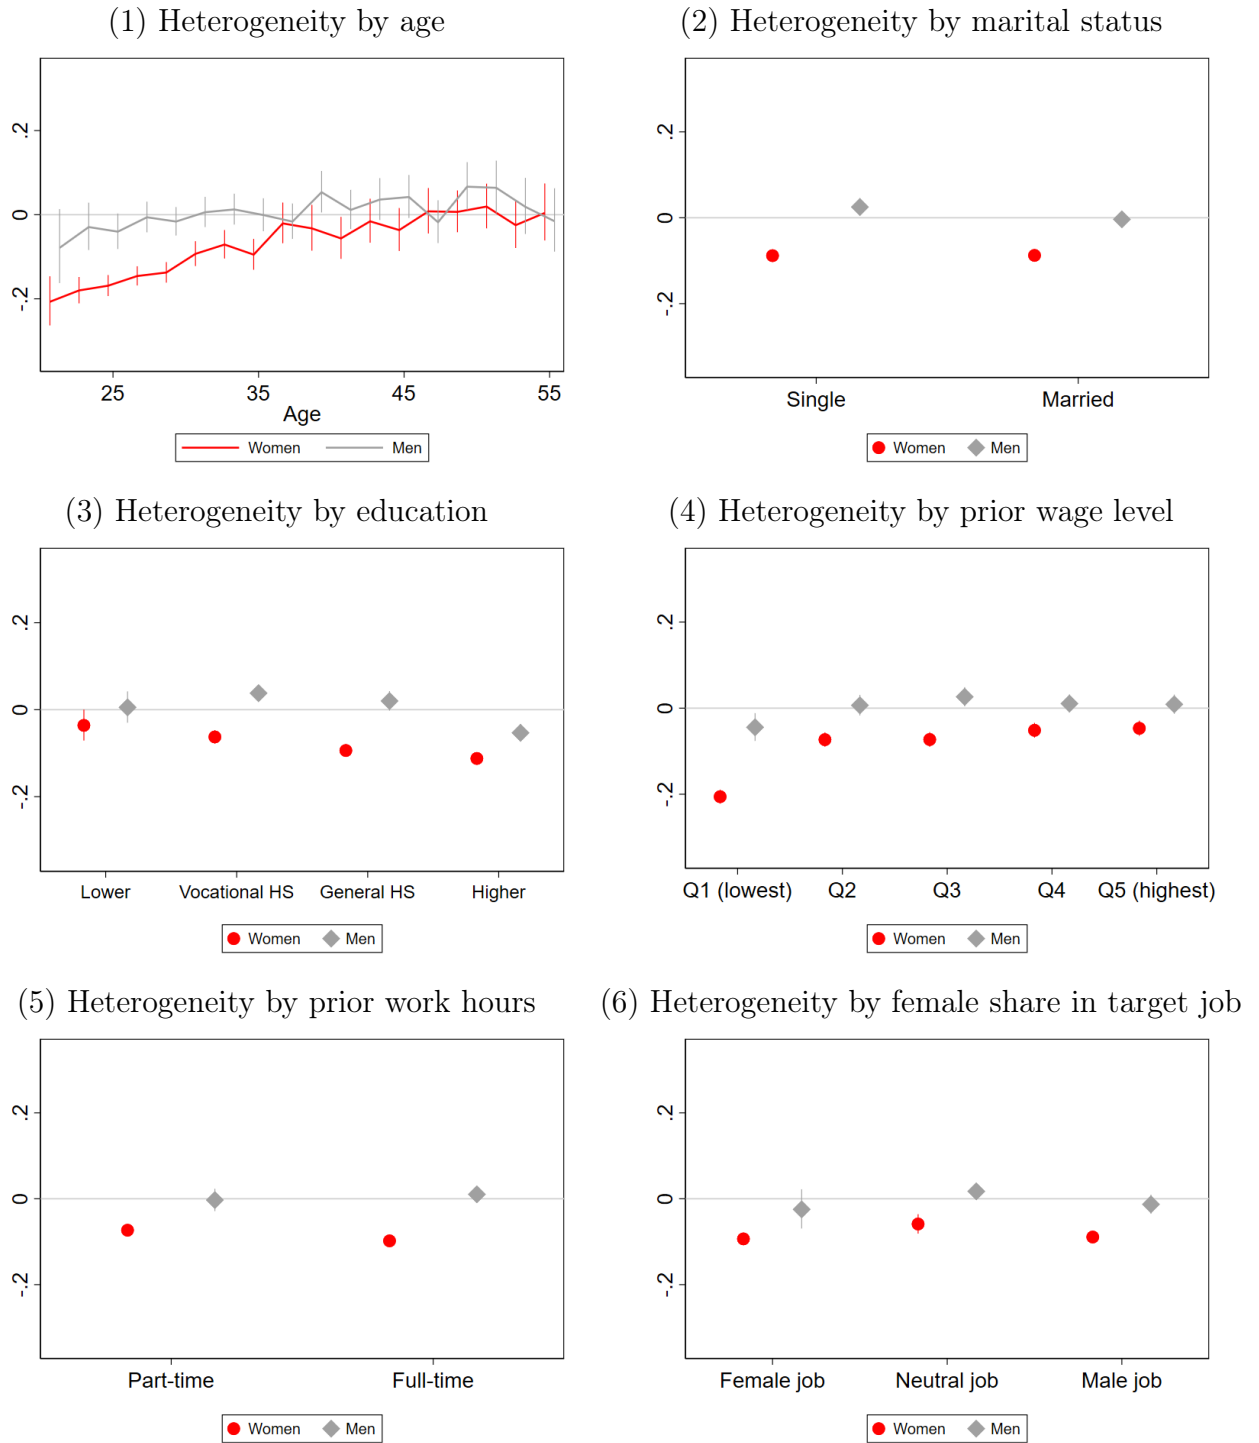 (1) Heterogeneity by age
.2
0
-.2
25 35 45 55
Age
Women Men
(2) Heterogeneity by marital status
.2
0
-.2
Single Married
Women Men
(3) Heterogeneity by education
.2
0
-.2
Lower Vocational HS General HS Higher
Women Men
(4) Heterogeneity by prior wage level
.2
0
-.2
Q1 (lowest) Q2 Q3 Q4 Q5 (highest)
Women Men
(5) Heterogeneity by prior work hours
.2
0
-.2
Part-time Full-time
Women Men
(6) Heterogeneity by female share in target job
.2
0
-.2
Female job Neutral job Male job
Women Men